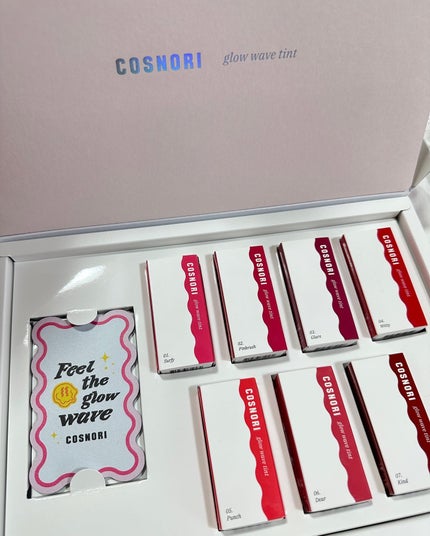 COSNORI glow wave tint
Feel
the
glow
wave
COSNORI
COSNORI
glow wave tint
01.
Surfy
COSNORI
glow wave tint
02.
Pinkrush
COSNORI
glow wave tint
03.
Glare
COSNORI
glow wave tint
04.
Witty
COSNORI
glow wave tint
05.
Punch
COSNORI
glow wave tint
06.
Dear
COSNORI
glow wave tint
07.
Kind